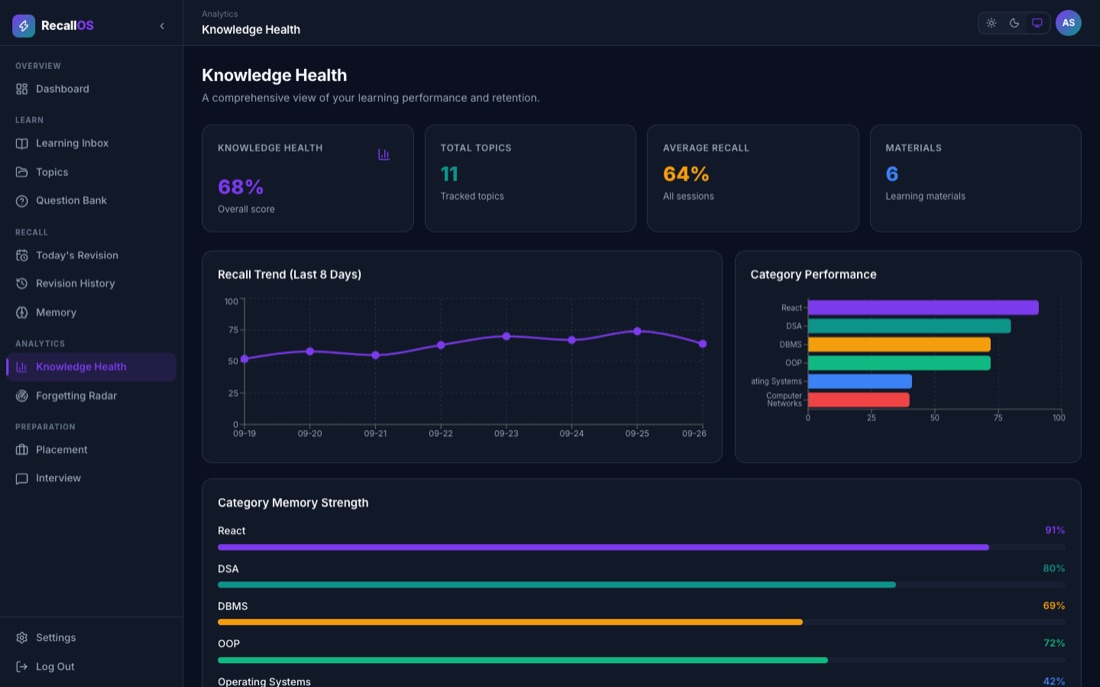 RecallOS
OVERVIEW
Dashboard
LEARN
Learning Inbox
Topics
Question Bank
RECALL
Today's Revision
Revision History
Memory
ANALYTICS
Knowledge Health
Forgetting Radar
PREPARATION
Placement
Interview
Settings
Log Out
Analytics
Knowledge Health
AS
Knowledge Health
A comprehensive view of your learning performance and retention.
KNOWLEDGE HEALTH
68%
Overall score
TOTAL TOPICS
11
Tracked topics
AVERAGE RECALL
64%
All sessions
MATERIALS
6
Learning materials
Recall Trend (Last 8 Days)
100
75
50
25
0
09-19 09-20 09-21 09-22 09-23 09-24 09-25 09-26
Category Performance
React
DSA
DBMS
OOP
ating Systems
Computer
Networks
0 25 50 75 100
Category Memory Strength
React 91%
DSA 80%
DBMS 69%
OOP 72%
Operating Systems 42%